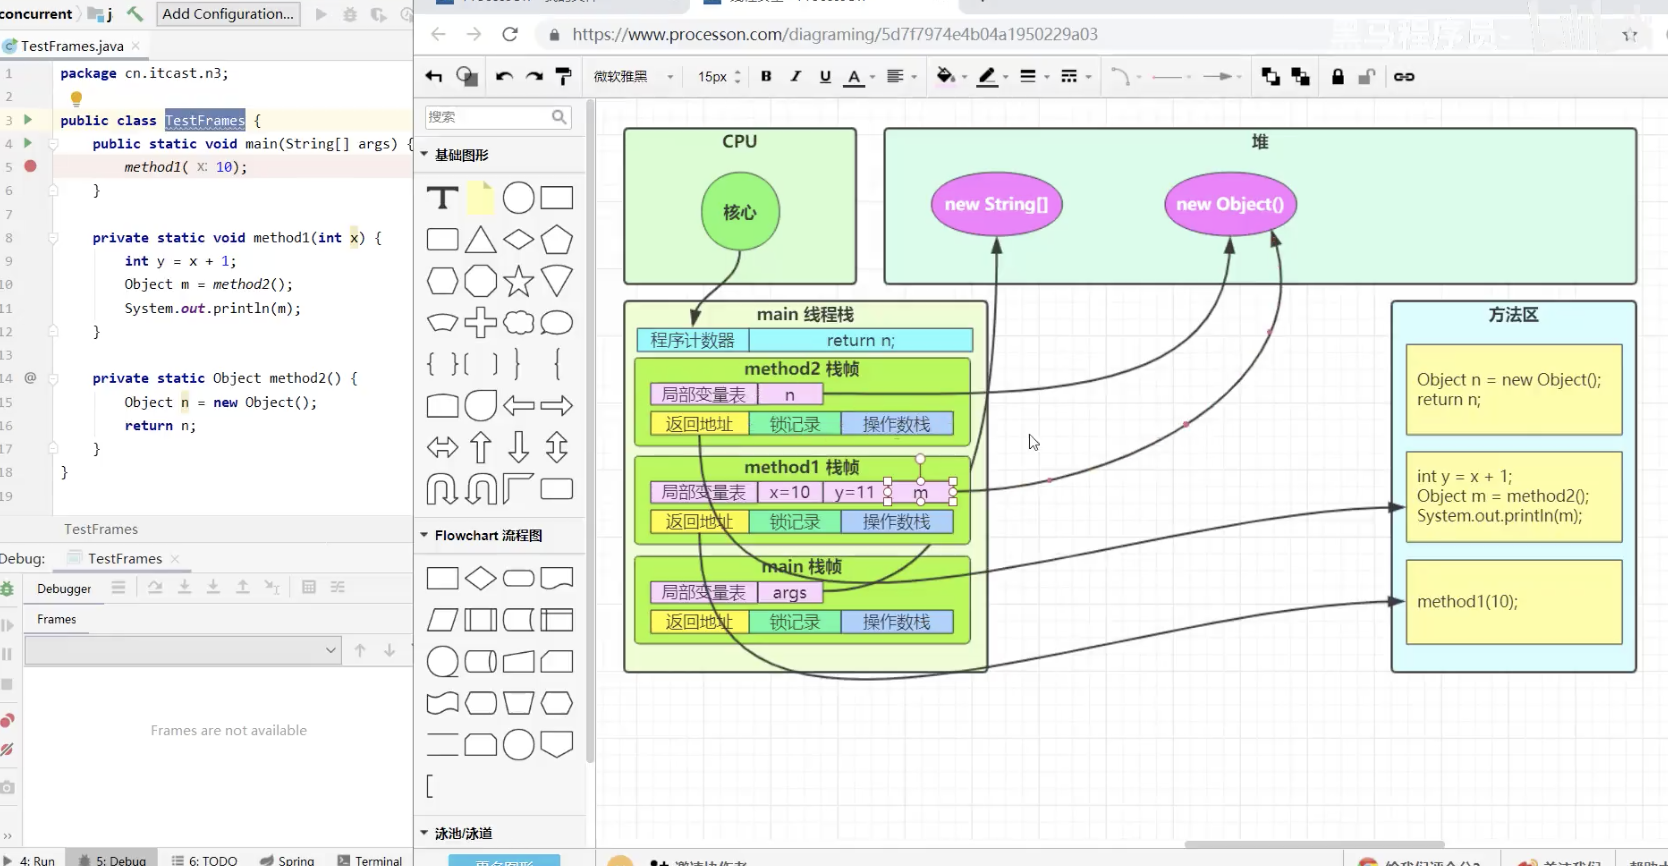 concurrent
j
Add Configuration...
TestFrames.java
1 package cn.itcast.n3;
2
3 public class TestFrames {
4 public static void main(String[] args) {
5 method1( x: 10);
6 }
7
8 private static void method1(int x) {
9 int y = x + 1;
10 Object m = method2();
11 System.out.println(m);
12 }
13
14 @ private static Object method2() {
15 Object n = new Object();
16 return n;
17 }
18 }
19
TestFrames
Debug:
TestFrames
Debugger
Frames
Frames are not available
4: Run
5: Debug
6: TODO
Spring
Terminal
https://www.processon.com/diagraming/5d7f7974e4b04a1950229a03
黑马程序员
微软雅黑
15px
B I U A
搜索
基础图形
T
Flowchart 流程图
泳池/泳道
CPU
核心
堆
new String[]
new Object()
main 线程栈
程序计数器
return n;
method2 栈帧
局部变量表
n
返回地址
锁记录
操作数栈
method1 栈帧
局部变量表
x=10
y=11
m
返回地址
锁记录
操作数栈
main 栈帧
局部变量表
args
返回地址
锁记录
操作数栈
方法区
Object n = new Object();
return n;
int y = x + 1;
Object m = method2();
System.out.println(m);
method1(10);